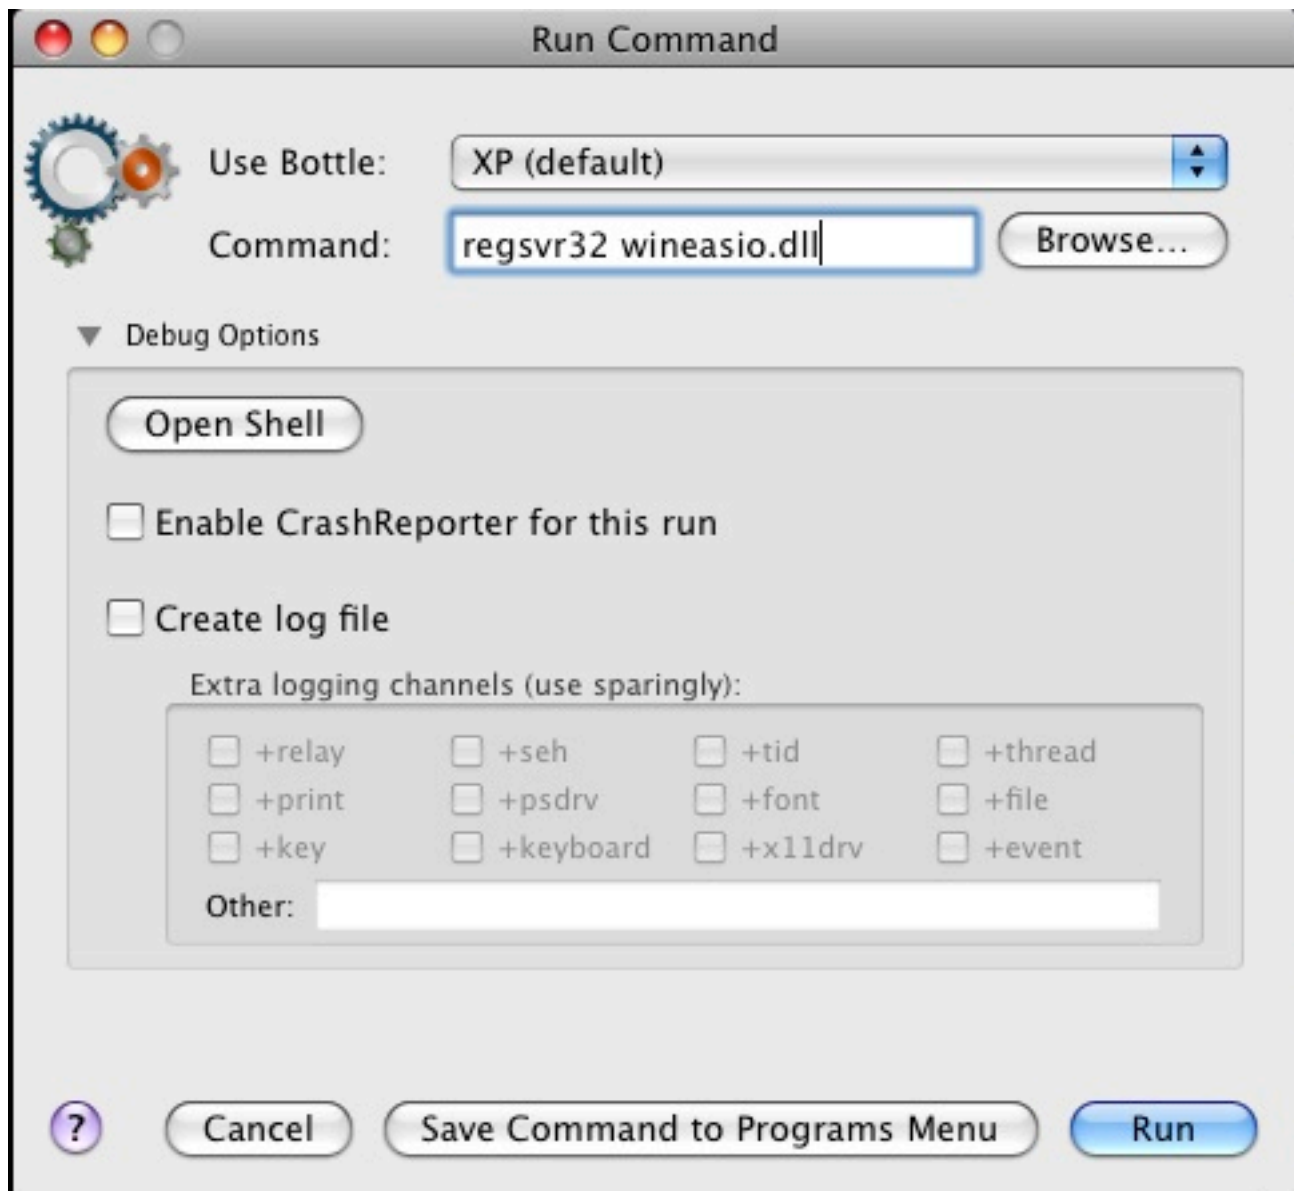 Run Command
Use Bottle: XP (default)
Command: regsvr32 wineasio.dll Browse...
Debug Options
Open Shell
Enable CrashReporter for this run
Create log file
Extra logging channels (use sparingly):
+relay +seh +tid +thread
+print +psdrv +font +file
+key +keyboard +x11drv +event
Other:
? Cancel Save Command to Programs Menu Run